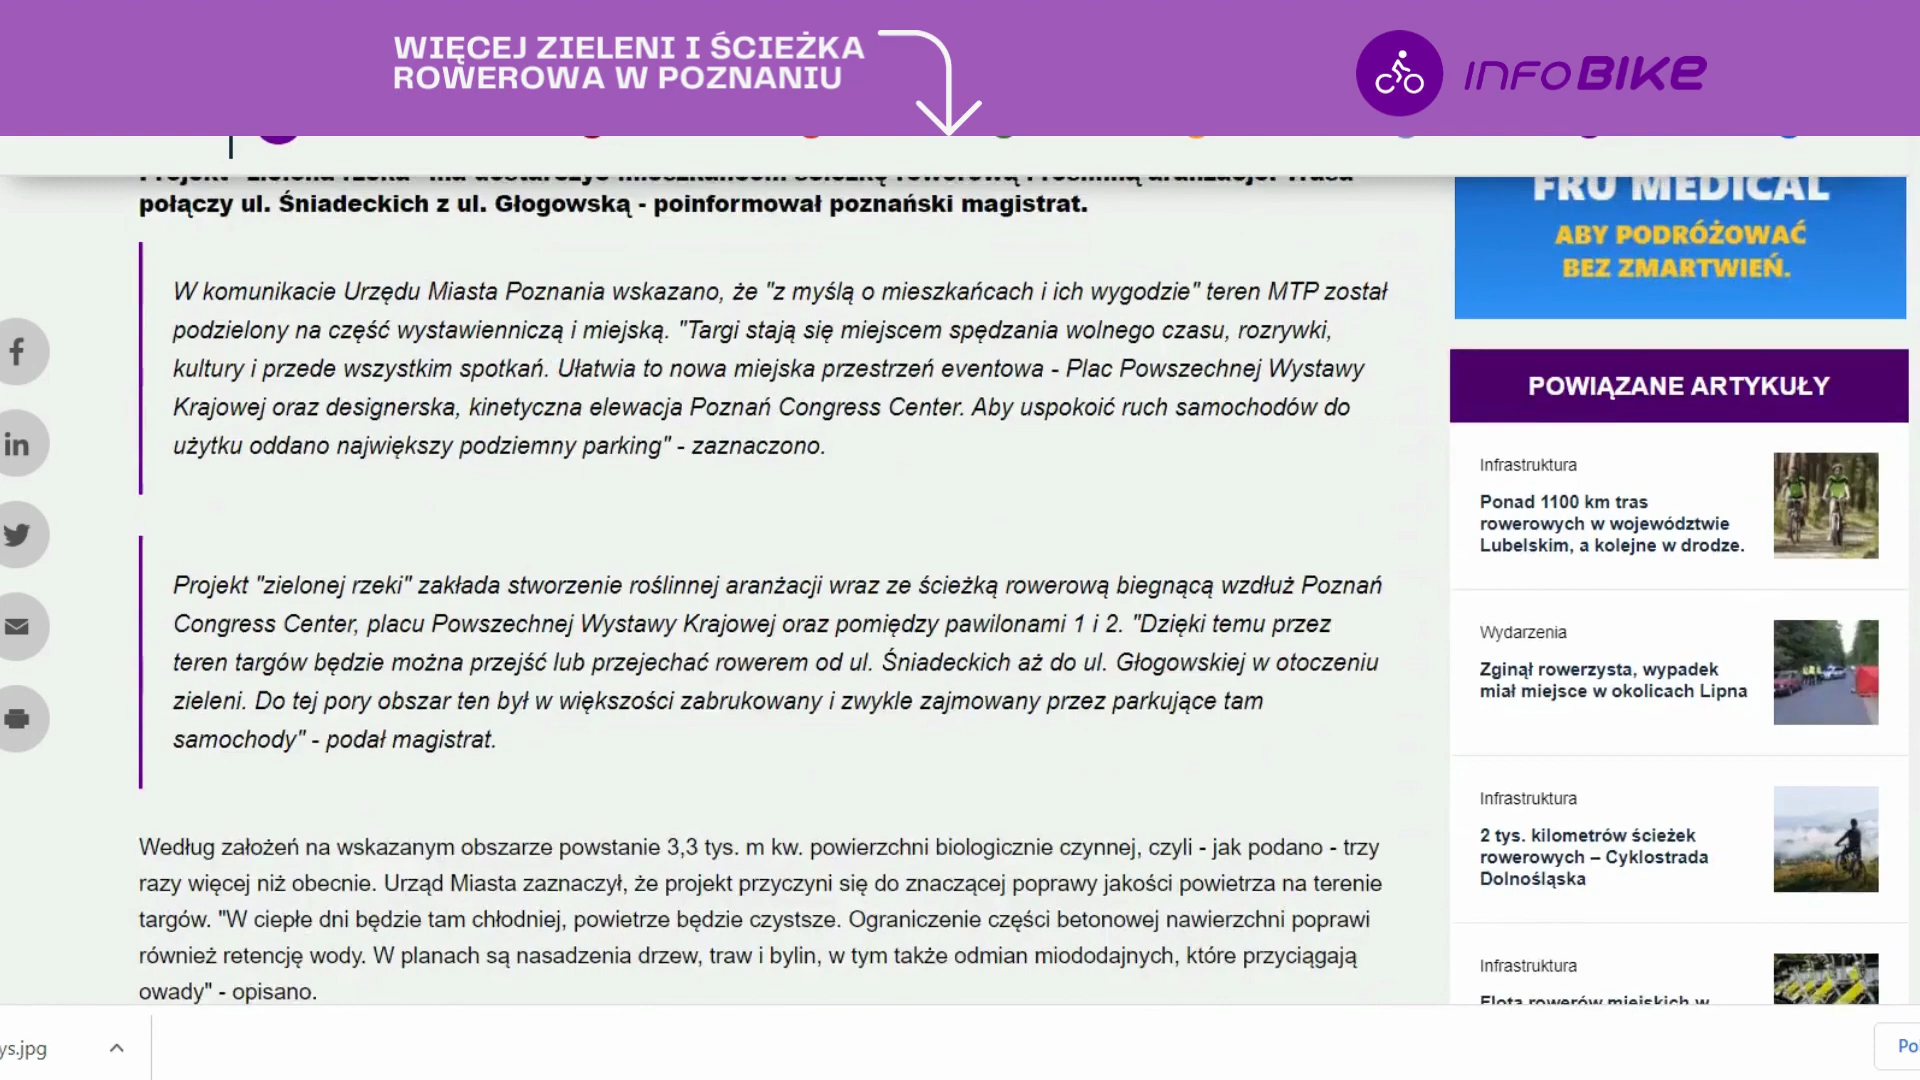 WIĘCEJ ZIELENI I ŚCIEŻKA
ROWEROWA W POZNANIU
INFO BIKE
połączy ul. Śniadeckich z ul. Głogowską - poinformował poznański magistrat.
W komunikacie Urzędu Miasta Poznania wskazano, że "z myślą o mieszkańcach i ich wygodzie" teren MTP został
podzielony na część wystawienniczą i miejską. "Targi stają się miejscem spędzania wolnego czasu, rozrywki,
kultury i przede wszystkim spotkań. Ułatwia to nowa miejska przestrzeń eventowa - Plac Powszechnej Wystawy
Krajowej oraz designerska, kinetyczna elewacja Poznań Congress Center. Aby uspokoić ruch samochodów do
użytku oddano największy podziemny parking" - zaznaczono.
Projekt "zielonej rzeki" zakłada stworzenie roślinnej aranżacji wraz ze ścieżką rowerową biegnącą wzdłuż Poznań
Congress Center, placu Powszechnej Wystawy Krajowej oraz pomiędzy pawilonami 1 i 2. "Dzięki temu przez
teren targów będzie można przejść lub przejechać rowerem od ul. Śniadeckich aż do ul. Głogowskiej w otoczeniu
zieleni. Do tej pory obszar ten był w większości zabrukowany i zwykle zajmowany przez parkujące tam
samochody" - podał magistrat.
Według założeń na wskazanym obszarze powstanie 3,3 tys. m kw. powierzchni biologicznie czynnej, czyli - jak podano - trzy
razy więcej niż obecnie. Urząd Miasta zaznaczył, że projekt przyczyni się do znaczącej poprawy jakości powietrza na terenie
targów. "W ciepłe dni będzie tam chłodniej, powietrze będzie czystsze. Ograniczenie części betonowej nawierzchni poprawi
również retencję wody. W planach są nasadzenia drzew, traw i bylin, w tym także odmian miododajnych, które przyciągają
owady" - opisano.
FRU MEDICAL
ABY PODRÓŻOWAĆ
BEZ ZMARTWIEŃ.
POWIĄZANE ARTYKUŁY
Infrastruktura
Ponad 1100 km tras
rowerowych w województwie
Lubelskim, a kolejne w drodze.
Wydarzenia
Zginął rowerzysta, wypadek
miał miejsce w okolicach Lipna
Infrastruktura
2 tys. kilometrów ścieżek
rowerowych – Cyklostrada
Dolnośląska
Infrastruktura
Flota rowerów miejskich w
ys.jpg